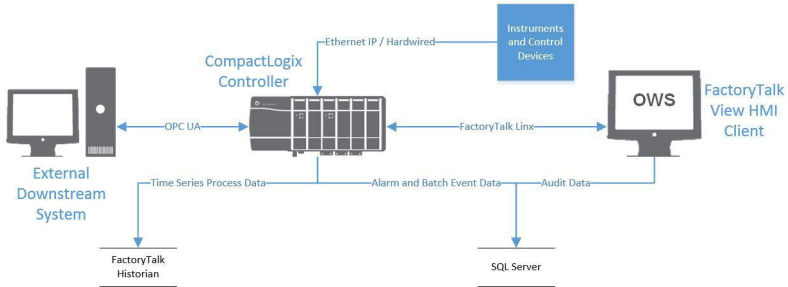 Instruments
and Control
Devices
Ethernet IP / Hardwired
CompactLogix
Controller
OWS
FactoryTalk
View HMI
Client
OPC UA
FactoryTalk Linx
External
Downstream
System
Time Series Process Data
Alarm and Batch Event Data
Audit Data
FactoryTalk
Historian
SQL Server